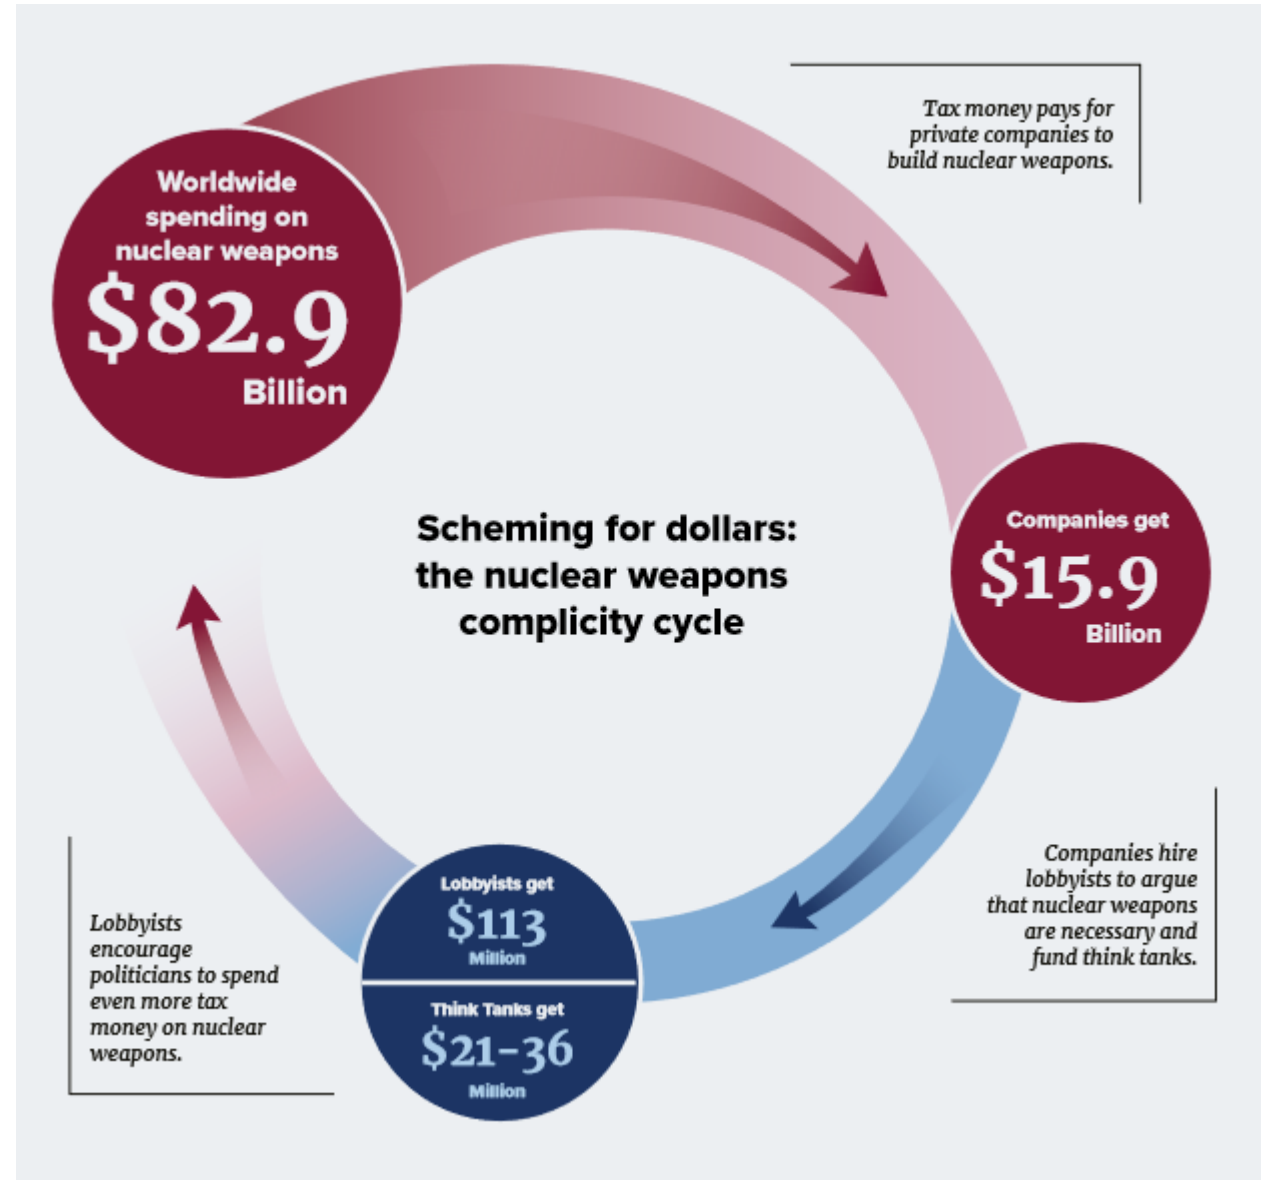 Tax money pays for
private companies to
build nuclear weapons.
Worldwide
spending on
nuclear weapons
$82.9
Billion
Scheming for dollars:
the nuclear weapons
complicity cycle
Companies get
$15.9
Billion
Companies hire
lobbyists to argue
that nuclear weapons
are necessary and
fund think tanks.
Lobbyists get
$113
Million
Think Tanks get
$21-36
Million
Lobbyists
encourage
politicians to spend
even more tax
money on nuclear
weapons.